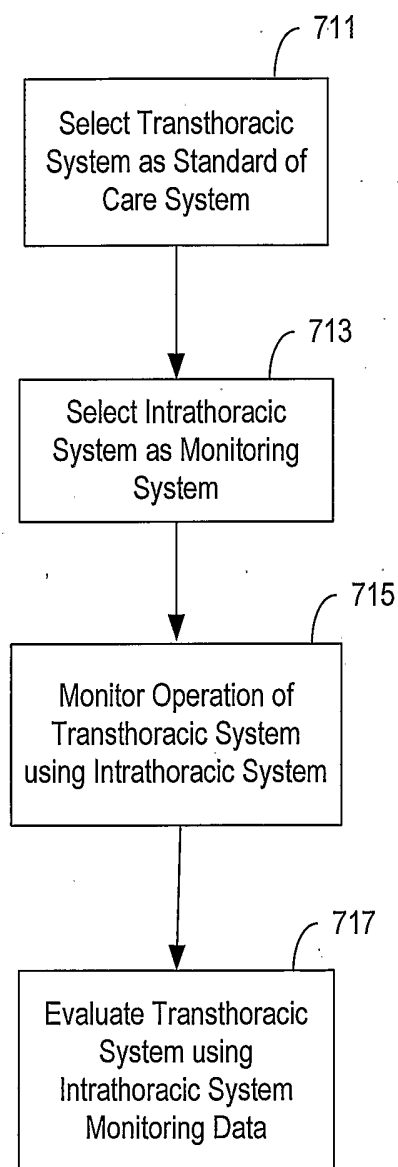 711
Select Transthoracic
System as Standard of
Care System
713
Select Intrathoracic
System as Monitoring
System
715
Monitor Operation of
Transthoracic System
using Intrathoracic System
717
Evaluate Transthoracic
System using
Intrathoracic System
Monitoring Data